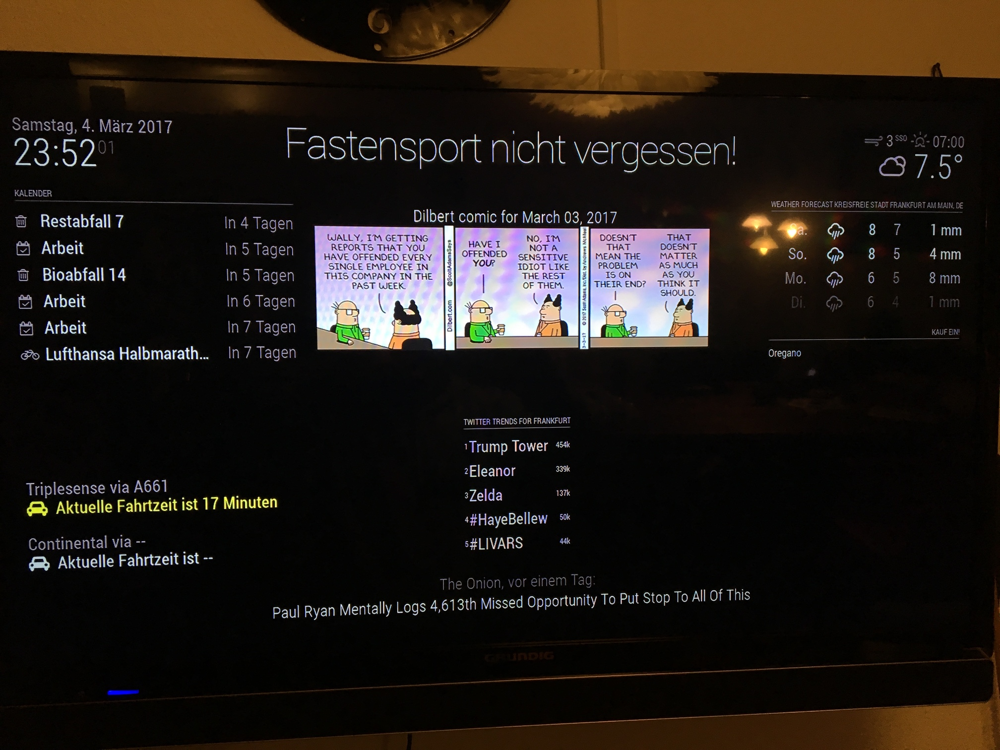 Samstag, 4. März 2017
23:52 01
Fastensport nicht vergessen!
3 SSO 07:00
7.5°
KALENDER
Restabfall 7 In 4 Tagen
Arbeit In 5 Tagen
Bioabfall 14 In 5 Tagen
Arbeit In 6 Tagen
Arbeit In 7 Tagen
Lufthansa Halbmarath... In 7 Tagen
Dilbert comic for March 03, 2017
WALLY, I'M GETTING
REPORTS THAT YOU
HAVE OFFENDED EVERY
SINGLE EMPLOYEE IN
THIS COMPANY IN THE
PAST WEEK.
Dilbert.com @ScottAdamsSays
HAVE I
OFFENDED
YOU?
NO, I'M
NOT A
SENSITIVE
IDIOT LIKE
THE REST
OF THEM.
3-3-17 © 2017 Scott Adams, Inc./Dist. by Andrews McMeel
DOESN'T
THAT
MEAN THE
PROBLEM
IS ON
THEIR END?
THAT
DOESN'T
MATTER
AS MUCH
AS YOU
THINK IT
SHOULD.
WEATHER FORECAST KREISFREIE STADT FRANKFURT AM MAIN, DE
Sa. 8 7 1 mm
So. 8 5 4 mm
Mo. 6 5 8 mm
Di. 6 4 1 mm
KAUF EIN!
Oregano
TWITTER TRENDS FOR FRANKFURT
1 Trump Tower 454k
2 Eleanor 339k
3 Zelda 137k
4 #HayeBellew 50k
5 #LIVARS 44k
Triplesense via A661
Aktuelle Fahrtzeit ist 17 Minuten
Continental via --
Aktuelle Fahrtzeit ist --
The Onion, vor einem Tag:
Paul Ryan Mentally Logs 4,613th Missed Opportunity To Put Stop To All Of This
GRUNDIG